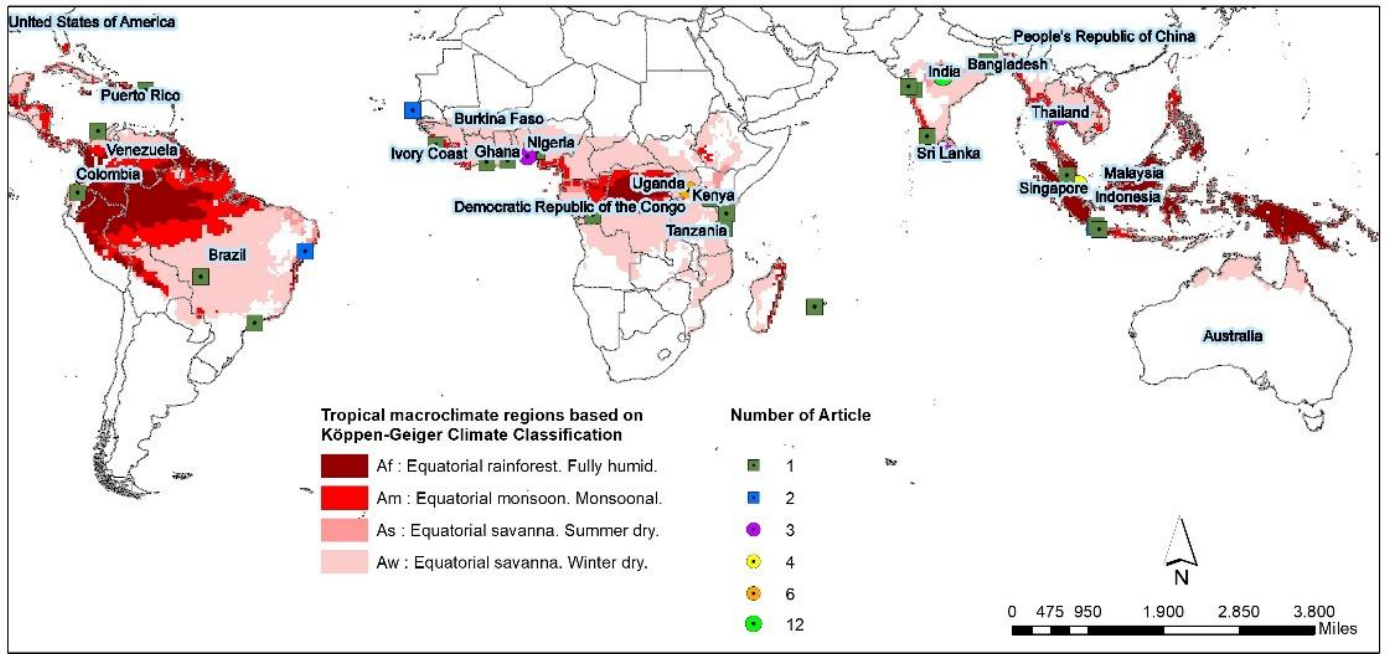 United States of America
People's Republic of China
Bangladesh
India
Puerto Rico
Burkina Faso
Thailand
Venezuela
Ivory Coast
Ghana
Nigeria
Sri Lanka
Colombia
Uganda
Kenya
Malaysia
Singapore
Indonesia
Democratic Republic of the Congo
Tanzania
Brazil
Australia
Tropical macroclimate regions based on
Köppen-Geiger Climate Classification
Af : Equatorial rainforest. Fully humid.
Am : Equatorial monsoon. Monsoonal.
As : Equatorial savanna. Summer dry.
Aw : Equatorial savanna. Winter dry.
Number of Article
1
2
3
4
6
12
N
0 475 950 1.900 2.850 3.800
Miles